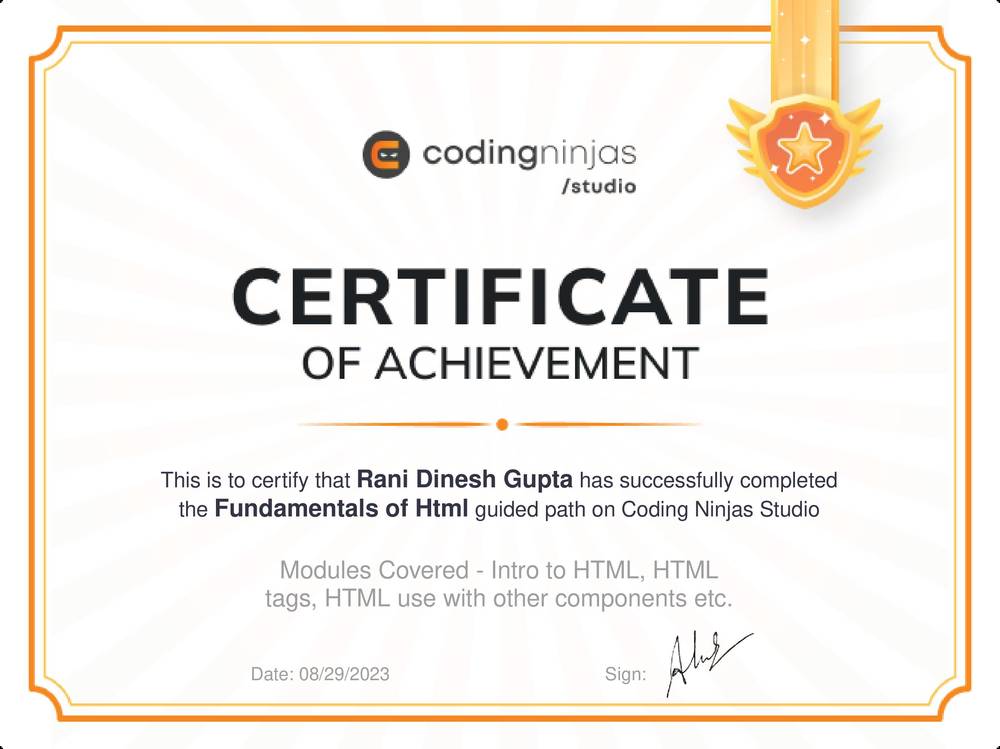 codingninjas
/studio
CERTIFICATE
OF ACHIEVEMENT
This is to certify that Rani Dinesh Gupta has successfully completed
the Fundamentals of Html guided path on Coding Ninjas Studio
Modules Covered - Intro to HTML, HTML
tags, HTML use with other components etc.
Date: 08/29/2023
Sign: